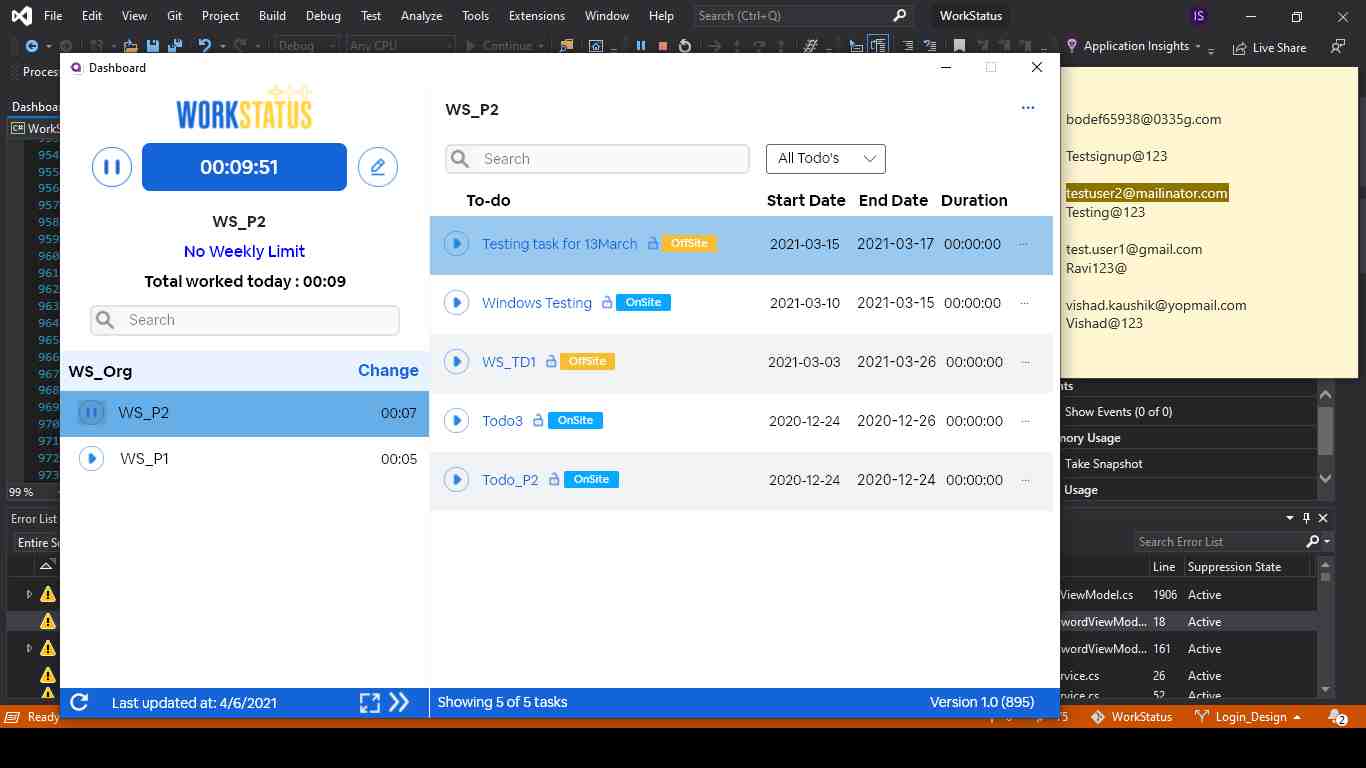 File Edit View Git Project Build Debug Test Analyze Tools Extensions Window Help Search (Ctrl+Q) WorkStatus IS
Debug Any CPU Continue Application Insights Live Share
Dashboard
WORKSTATUS
00:09:51
WS_P2
No Weekly Limit
Total worked today : 00:09
Search
WS_Org Change
WS_P2 00:07
WS_P1 00:05
Last updated at: 4/6/2021
WS_P2
...
Search All Todo's
To-do Start Date End Date Duration
Testing task for 13March OffSite 2021-03-15 2021-03-17 00:00:00 ...
Windows Testing OnSite 2021-03-10 2021-03-15 00:00:00 ...
WS_TD1 OffSite 2021-03-03 2021-03-26 00:00:00 ...
Todo3 OnSite 2020-12-24 2020-12-26 00:00:00 ...
Todo_P2 OnSite 2020-12-24 2020-12-24 00:00:00 ...
Showing 5 of 5 tasks Version 1.0 (895)
bodef65938@0335g.com
Testsignup@123
testuser2@mailinator.com
Testing@123
test.user1@gmail.com
Ravi123@
vishad.kaushik@yopmail.com
Vishad@123
C#
954
955
956
957
958
959
960
961
962
963
964
965
966
967
968
969
970
971
972
973
99 %
Error List
Entire
Show Events (0 of 0)
Usage
Take Snapshot
Usage
Search Error List
Line Suppression State
ViewModel.cs 1906 Active
wordViewMod... 18 Active
wordViewMod... 161 Active
rvice.cs 26 Active
rvice.cs 52 Active
Ready
WorkStatus Login_Design 2